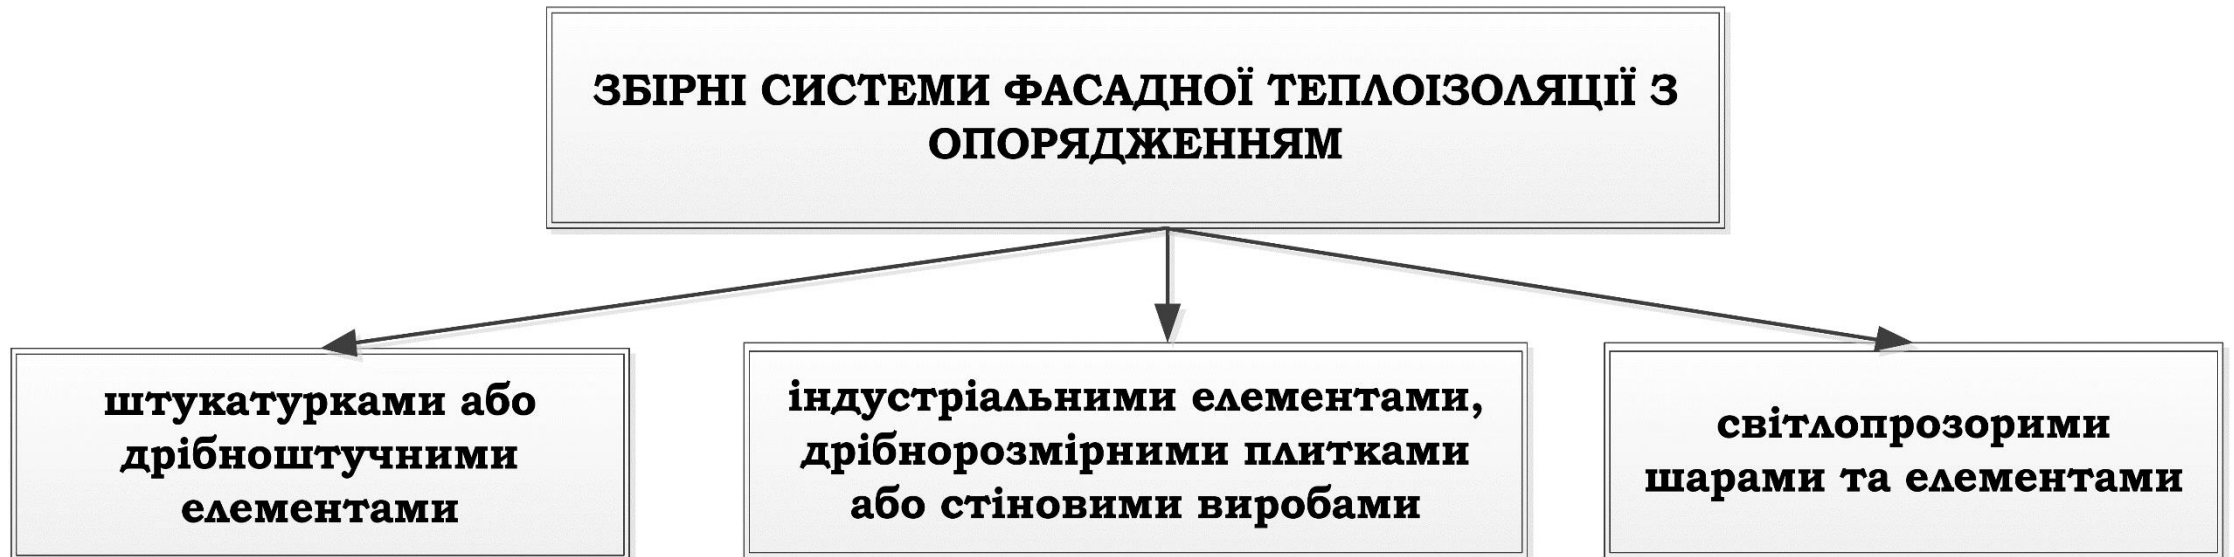 ЗБІРНІ СИСТЕМИ ФАСАДНОЇ ТЕПЛОІЗОЛЯЦІЇ З
ОПОРЯДЖЕННЯМ
штукатурками або
дрібноштучними
елементами
індустріальними елементами,
дрібнорозмірними плитками
або стіновими виробами
світлопрозорими
шарами та елементами